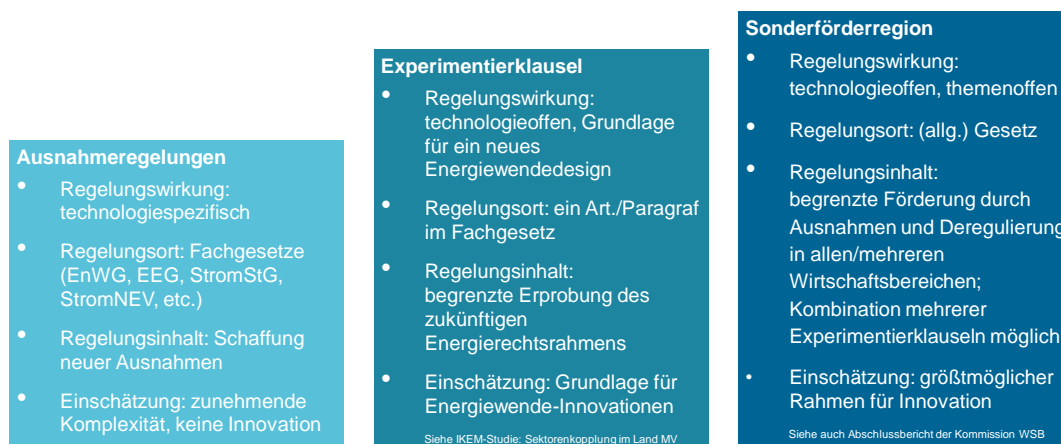 Ausnahmeregelungen
• Regelungswirkung:
technologiespezifisch
• Regelungsort: Fachgesetze
(EnWG, EEG, StromStG,
StromNEV, etc.)
• Regelungsinhalt: Schaffung
neuer Ausnahmen
• Einschätzung: zunehmende
Komplexität, keine Innovation
Experimentierklausel
• Regelungswirkung:
technologieoffen, Grundlage
für ein neues
Energiewendedesign
• Regelungsort: ein Art./Paragraf
im Fachgesetz
• Regelungsinhalt:
begrenzte Erprobung des
zukünftigen
Energierechtsrahmens
• Einschätzung: Grundlage für
Energiewende-Innovationen
Siehe IKEM-Studie: Sektorenkopplung im Land MV
Sonderförderregion
• Regelungswirkung:
technologieoffen, themenoffen
• Regelungsort: (allg.) Gesetz
• Regelungsinhalt:
begrenzte Förderung durch
Ausnahmen und Deregulierung
in allen/mehreren
Wirtschaftsbereichen;
Kombination mehrerer
Experimentierklauseln möglich
• Einschätzung: größtmöglicher
Rahmen für Innovation
Siehe auch Abschlussbericht der Kommission WSB